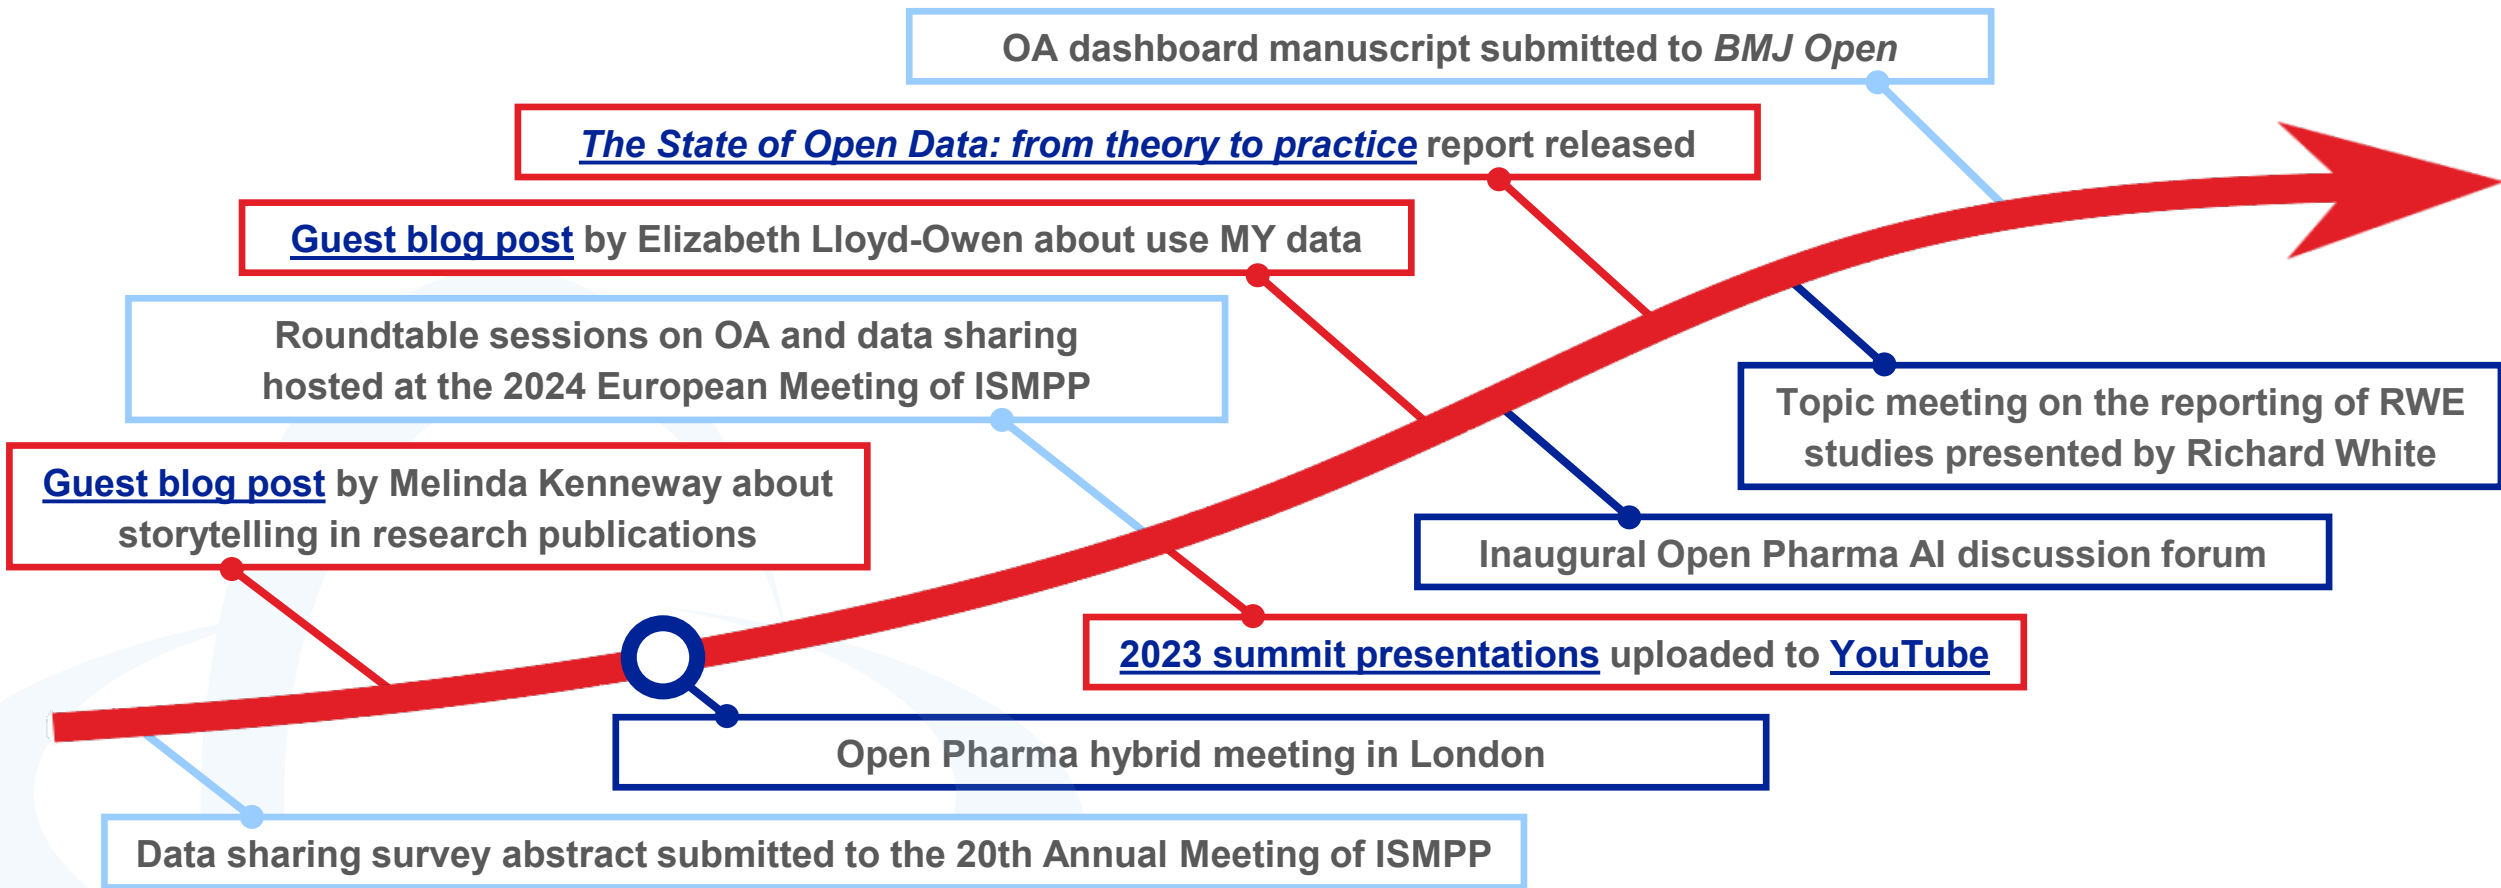 OA dashboard manuscript submitted to BMJ Open
The State of Open Data: from theory to practice report released
Guest blog post by Elizabeth Lloyd-Owen about use MY data
Roundtable sessions on OA and data sharing
hosted at the 2024 European Meeting of ISMPP
Topic meeting on the reporting of RWE
studies presented by Richard White
Guest blog post by Melinda Kenneway about
storytelling in research publications
Inaugural Open Pharma AI discussion forum
2023 summit presentations uploaded to YouTube
Open Pharma hybrid meeting in London
Data sharing survey abstract submitted to the 20th Annual Meeting of ISMPP